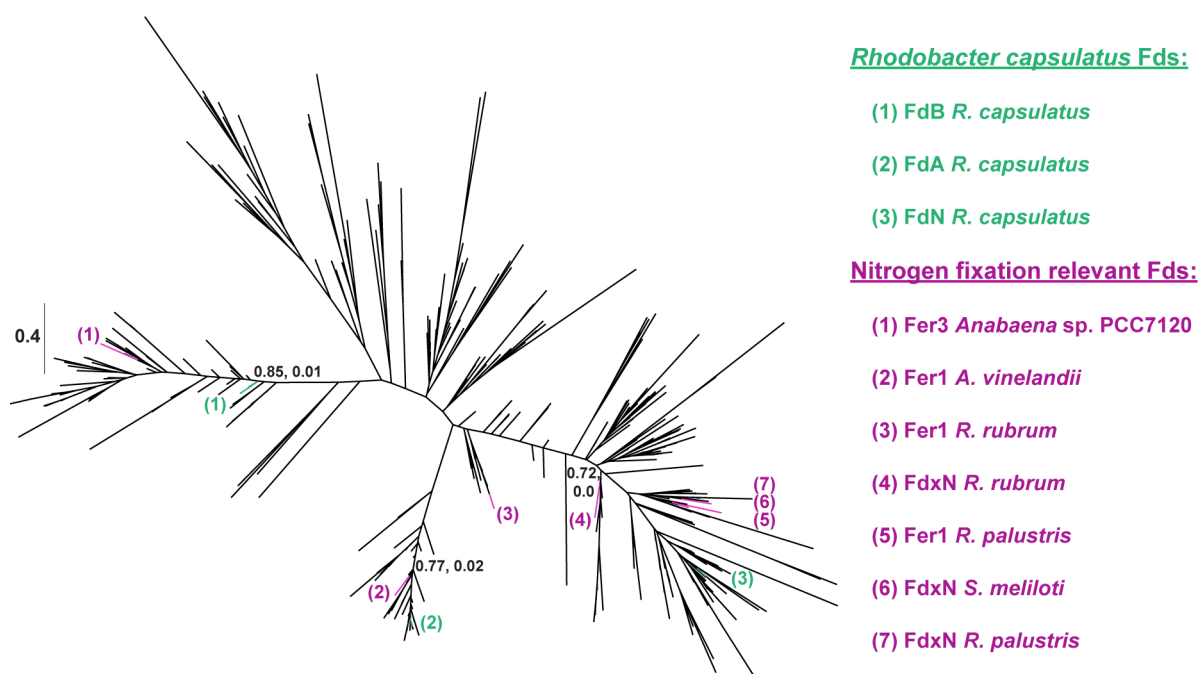 Rhodobacter capsulatus Fds:
(1) FdB R. capsulatus
(2) FdA R. capsulatus
(3) FdN R. capsulatus
Nitrogen fixation relevant Fds:
(1) Fer3 Anabaena sp. PCC7120
(2) Fer1 A. vinelandii
(3) Fer1 R. rubrum
(4) FdxN R. rubrum
(5) Fer1 R. palustris
(6) FdxN S. meliloti
(7) FdxN R. palustris
0.4
(1)
0.85, 0.01
(1)
0.72,
0.0
(7)
(6)
(5)
(3)
(4)
0.77, 0.02
(3)
(2)
(2)